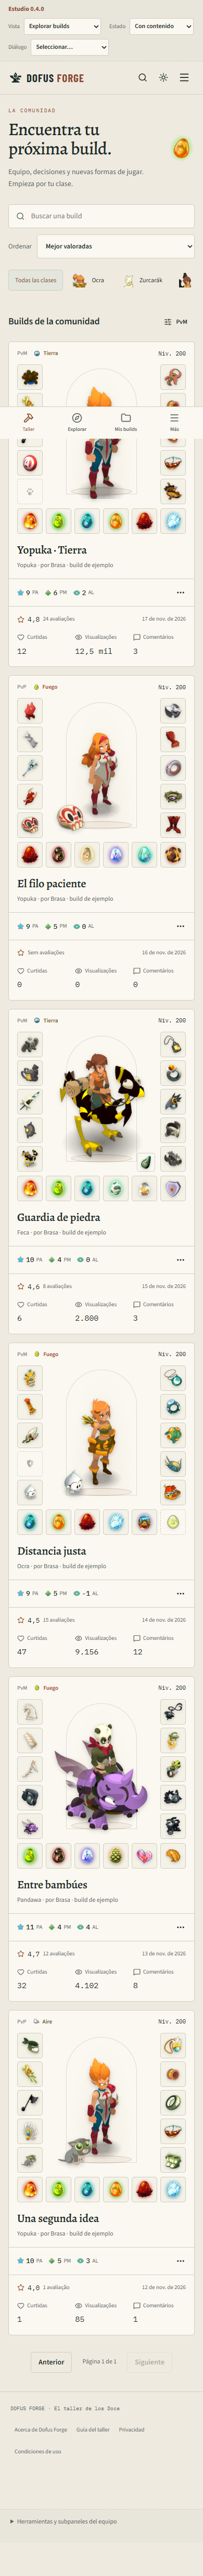 Estudio 0.4.0
Vista Explorar builds Estado Con contenido
Diálogo Seleccionar...
DOFUS FORGE
LA COMUNIDAD
Encuentra tu
próxima build.
Equipo, decisiones y nuevas formas de jugar.
Empieza por tu clase.
Buscar una build
Ordenar Mejor valoradas
Todas las clases Ocra Zurcarák
Builds de la comunidad PvM
PvM Tierra Niv. 200
Taller Explorar Mis builds Más
Yopuka · Tierra
Yopuka · por Brasa · build de ejemplo
9 PA 6 PM 2 AL
4,8 24 avaliações 17 de nov. de 2026
Curtidas Visualizações Comentários
12 12,5 mil 3
PvP Fuego Niv. 200
El filo paciente
Yopuka · por Brasa · build de ejemplo
9 PA 5 PM 0 AL
Sem avaliações 16 de nov. de 2026
Curtidas Visualizações Comentários
0 0 0
PvM Tierra Niv. 200
Guardia de piedra
Feca · por Brasa · build de ejemplo
10 PA 4 PM 0 AL
4,6 8 avaliações 15 de nov. de 2026
Curtidas Visualizações Comentários
6 2.800 3
PvM Fuego Niv. 200
Distancia justa
Ocra · por Brasa · build de ejemplo
9 PA 5 PM -1 AL
4,5 15 avaliações 14 de nov. de 2026
Curtidas Visualizações Comentários
47 9.156 12
PvM Fuego Niv. 200
Entre bambúes
Pandawa · por Brasa · build de ejemplo
11 PA 4 PM 4 AL
4,7 12 avaliações 13 de nov. de 2026
Curtidas Visualizações Comentários
32 4.102 8
PvP Aire Niv. 200
Una segunda idea
Yopuka · por Brasa · build de ejemplo
10 PA 5 PM 3 AL
4,0 1 avaliação 12 de nov. de 2026
Curtidas Visualizações Comentários
1 85 1
Anterior Página 1 de 1 Siguiente
DOFUS FORGE · El taller de los Doce
Acerca de Dofus Forge Guía del taller Privacidad
Condiciones de uso
Herramientas y subpaneles del equipo